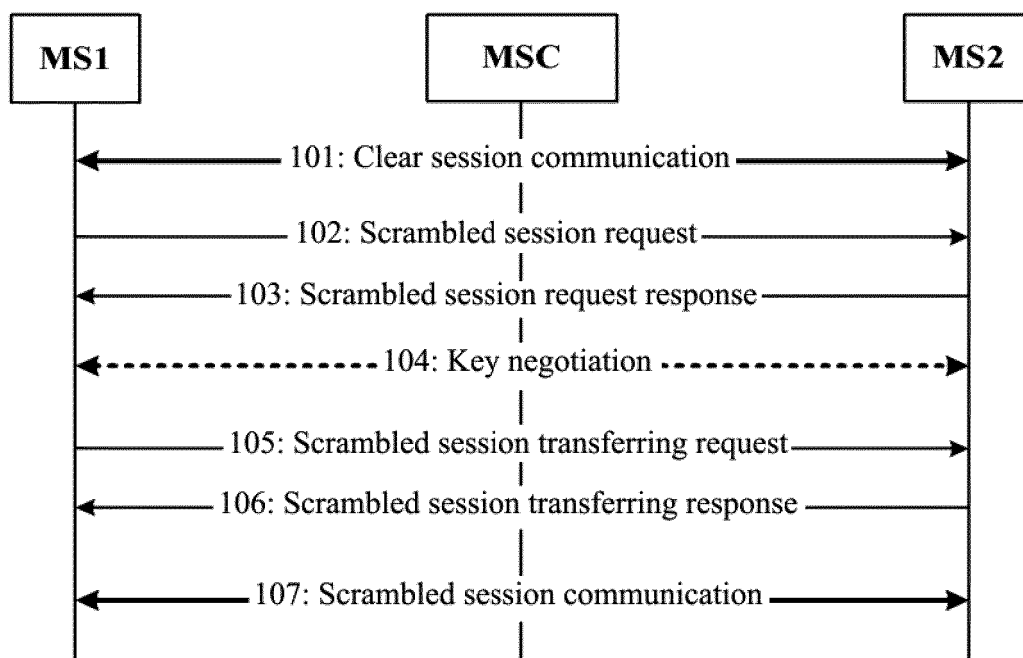 MS1
MSC
MS2
101: Clear session communication
102: Scrambled session request
103: Scrambled session request response
104: Key negotiation
105: Scrambled session transferring request
106: Scrambled session transferring response
107: Scrambled session communication